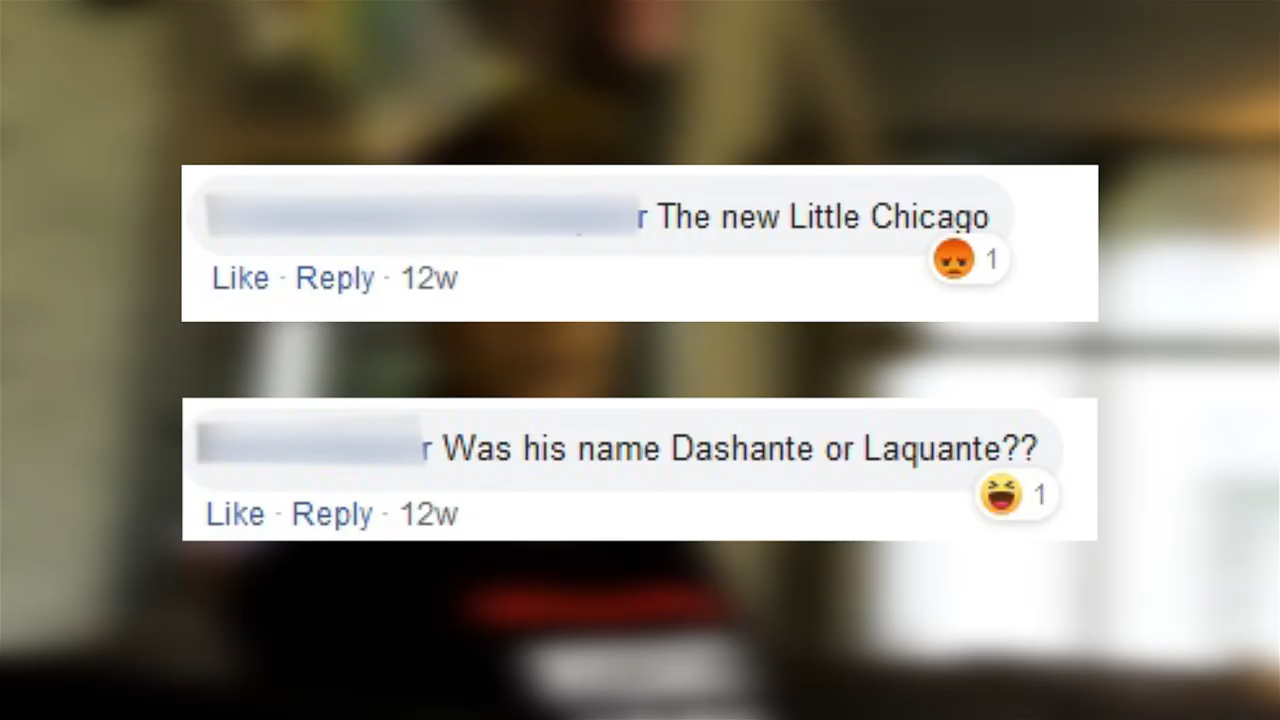 r The new Little Chicago
1
Like · Reply · 12w
r Was his name Dashante or Laquante??
1
Like · Reply · 12w